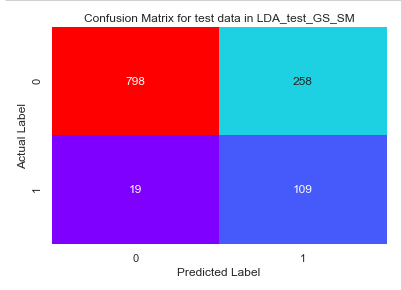 Confusion Matrix for test data in LDA_test_GS_SM
798
258
0
Actual Label
19
109
1
0
1
Predicted Label